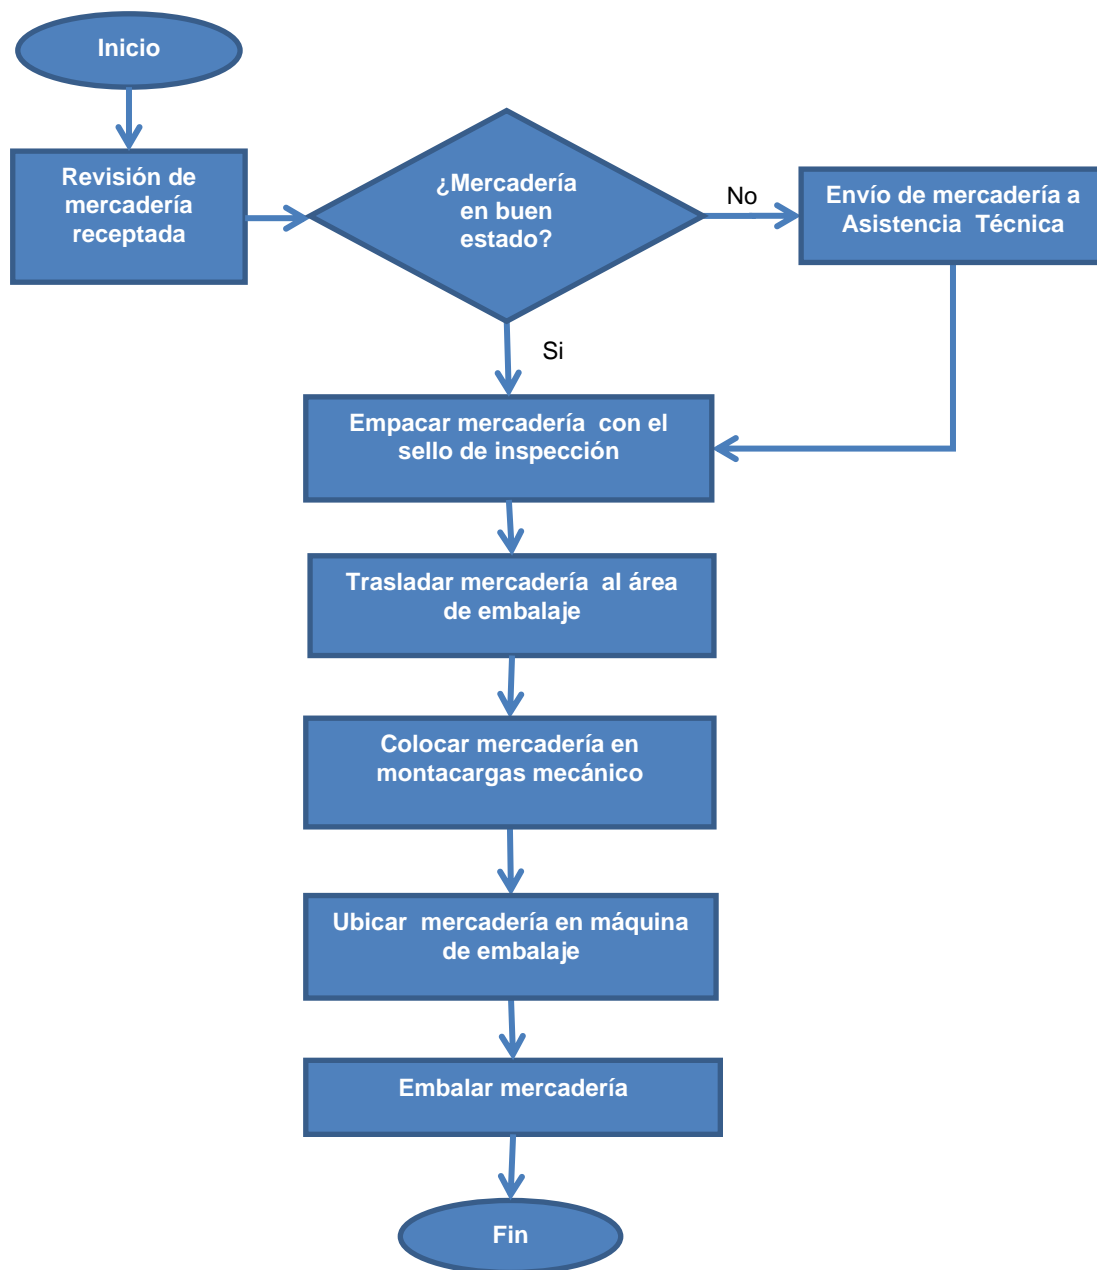 Inicio
Revisión de
mercadería
receptada
¿Mercadería
en buen
estado?
No
Envío de mercadería a
Asistencia Técnica
Si
Empacar mercadería con el
sello de inspección
Trasladar mercadería al área
de embalaje
Colocar mercadería en
montacargas mecánico
Ubicar mercadería en máquina
de embalaje
Embalar mercadería
Fin